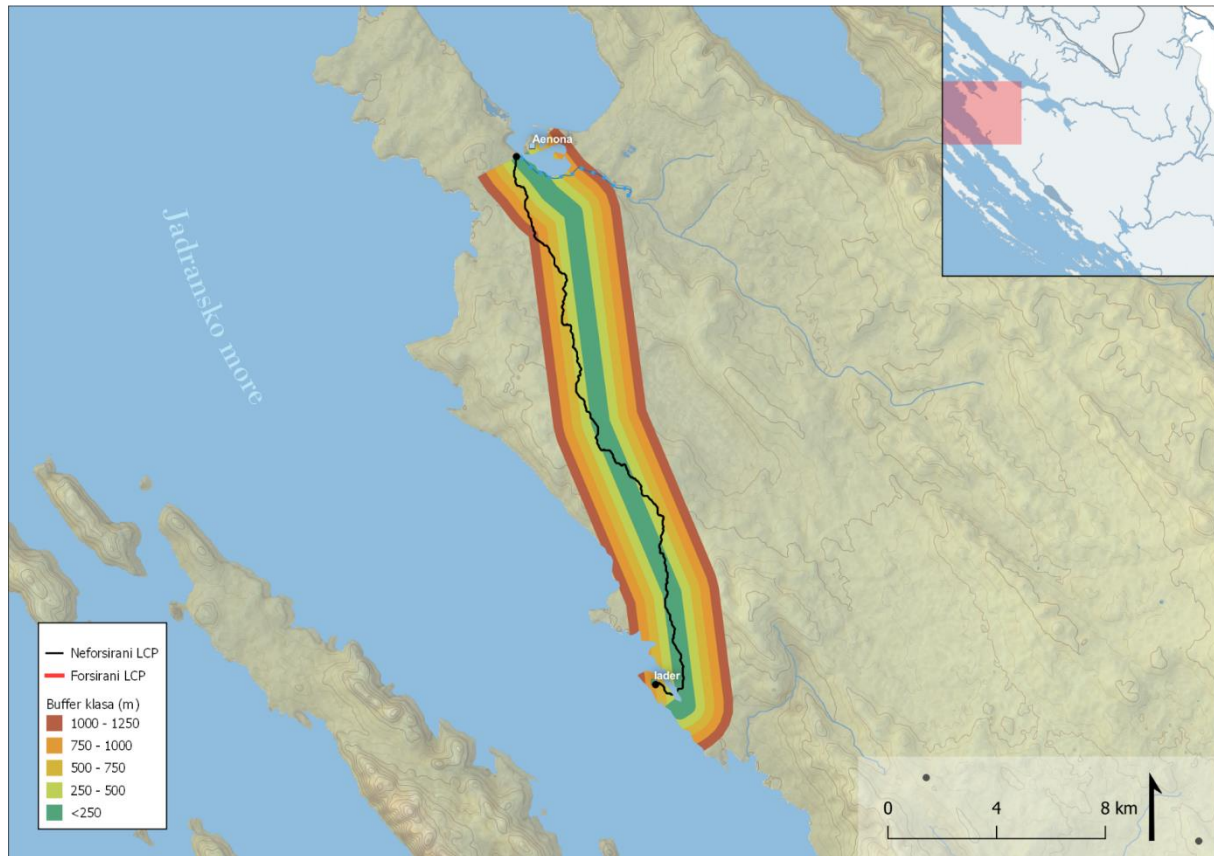 Aenona
Jadransko more
Iader
Neforsirani LCP
Forsirani LCP
Buffer klasa (m)
1000 - 1250
750 - 1000
500 - 750
250 - 500
<250
0 4 8 km